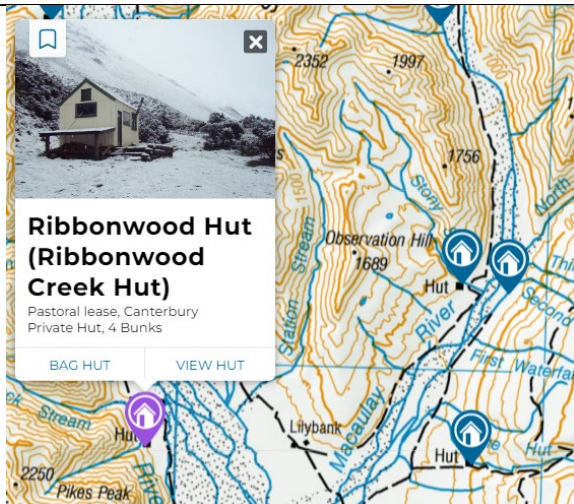 Ribbonwood Hut
(Ribbonwood
Creek Hut)
Pastoral lease, Canterbury
Private Hut, 4 Bunks
BAG HUT
VIEW HUT
2352
1997
1756
Stony
North
Station Stream
Observation Hill
1689
Hut
River
Second
First Waterfal
Macaulay
Lilybank
Hut
Hut
Stream
Hut
2250
Pikes Peak
River